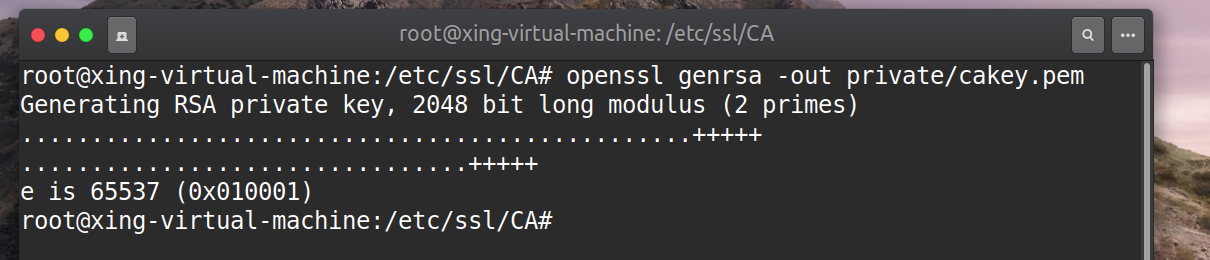 root@xing-virtual-machine: /etc/ssl/CA
root@xing-virtual-machine:/etc/ssl/CA# openssl genrsa -out private/cakey.pem
Generating RSA private key, 2048 bit long modulus (2 primes)
................................................+++++
................................+++++
e is 65537 (0x010001)
root@xing-virtual-machine:/etc/ssl/CA#